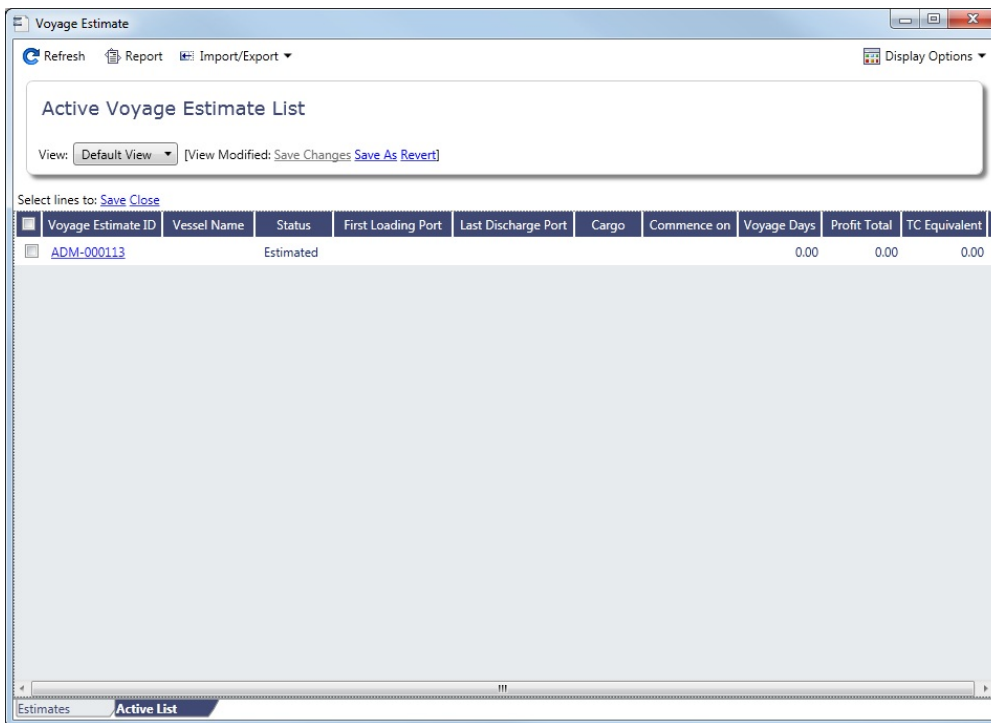 Voyage Estimate
Refresh Report Import/Export Display Options
Active Voyage Estimate List
View: Default View [View Modified: Save Changes Save As Revert]
Select lines to: Save Close
Voyage Estimate ID Vessel Name Status First Loading Port Last Discharge Port Cargo Commence on Voyage Days Profit Total TC Equivalent
ADM-000113 Estimated 0.00 0.00 0.00
Estimates Active List